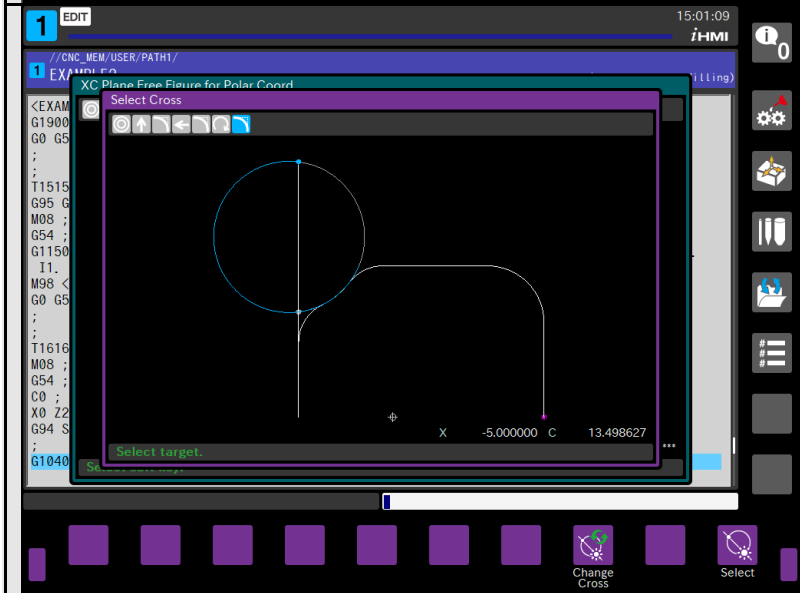 1
EDIT
15:01:09
iHMI
0
//CNC_MEM/USER/PATH1/
1
illing)
XC Plane Free Figure for Polar Coord
Select Cross
<EXAM
G1900
G0 G5
;
;
T1515
G95 G
M08 ;
G54 ;
G1150
I1.
M98 <
G0 G5
;
;
T1616
M08 ;
G54 ;
C0 ;
X0 Z2
G94 S
;
G1040
X -5.000000 C 13.498627
***
Select target.
Change
Cross
Select